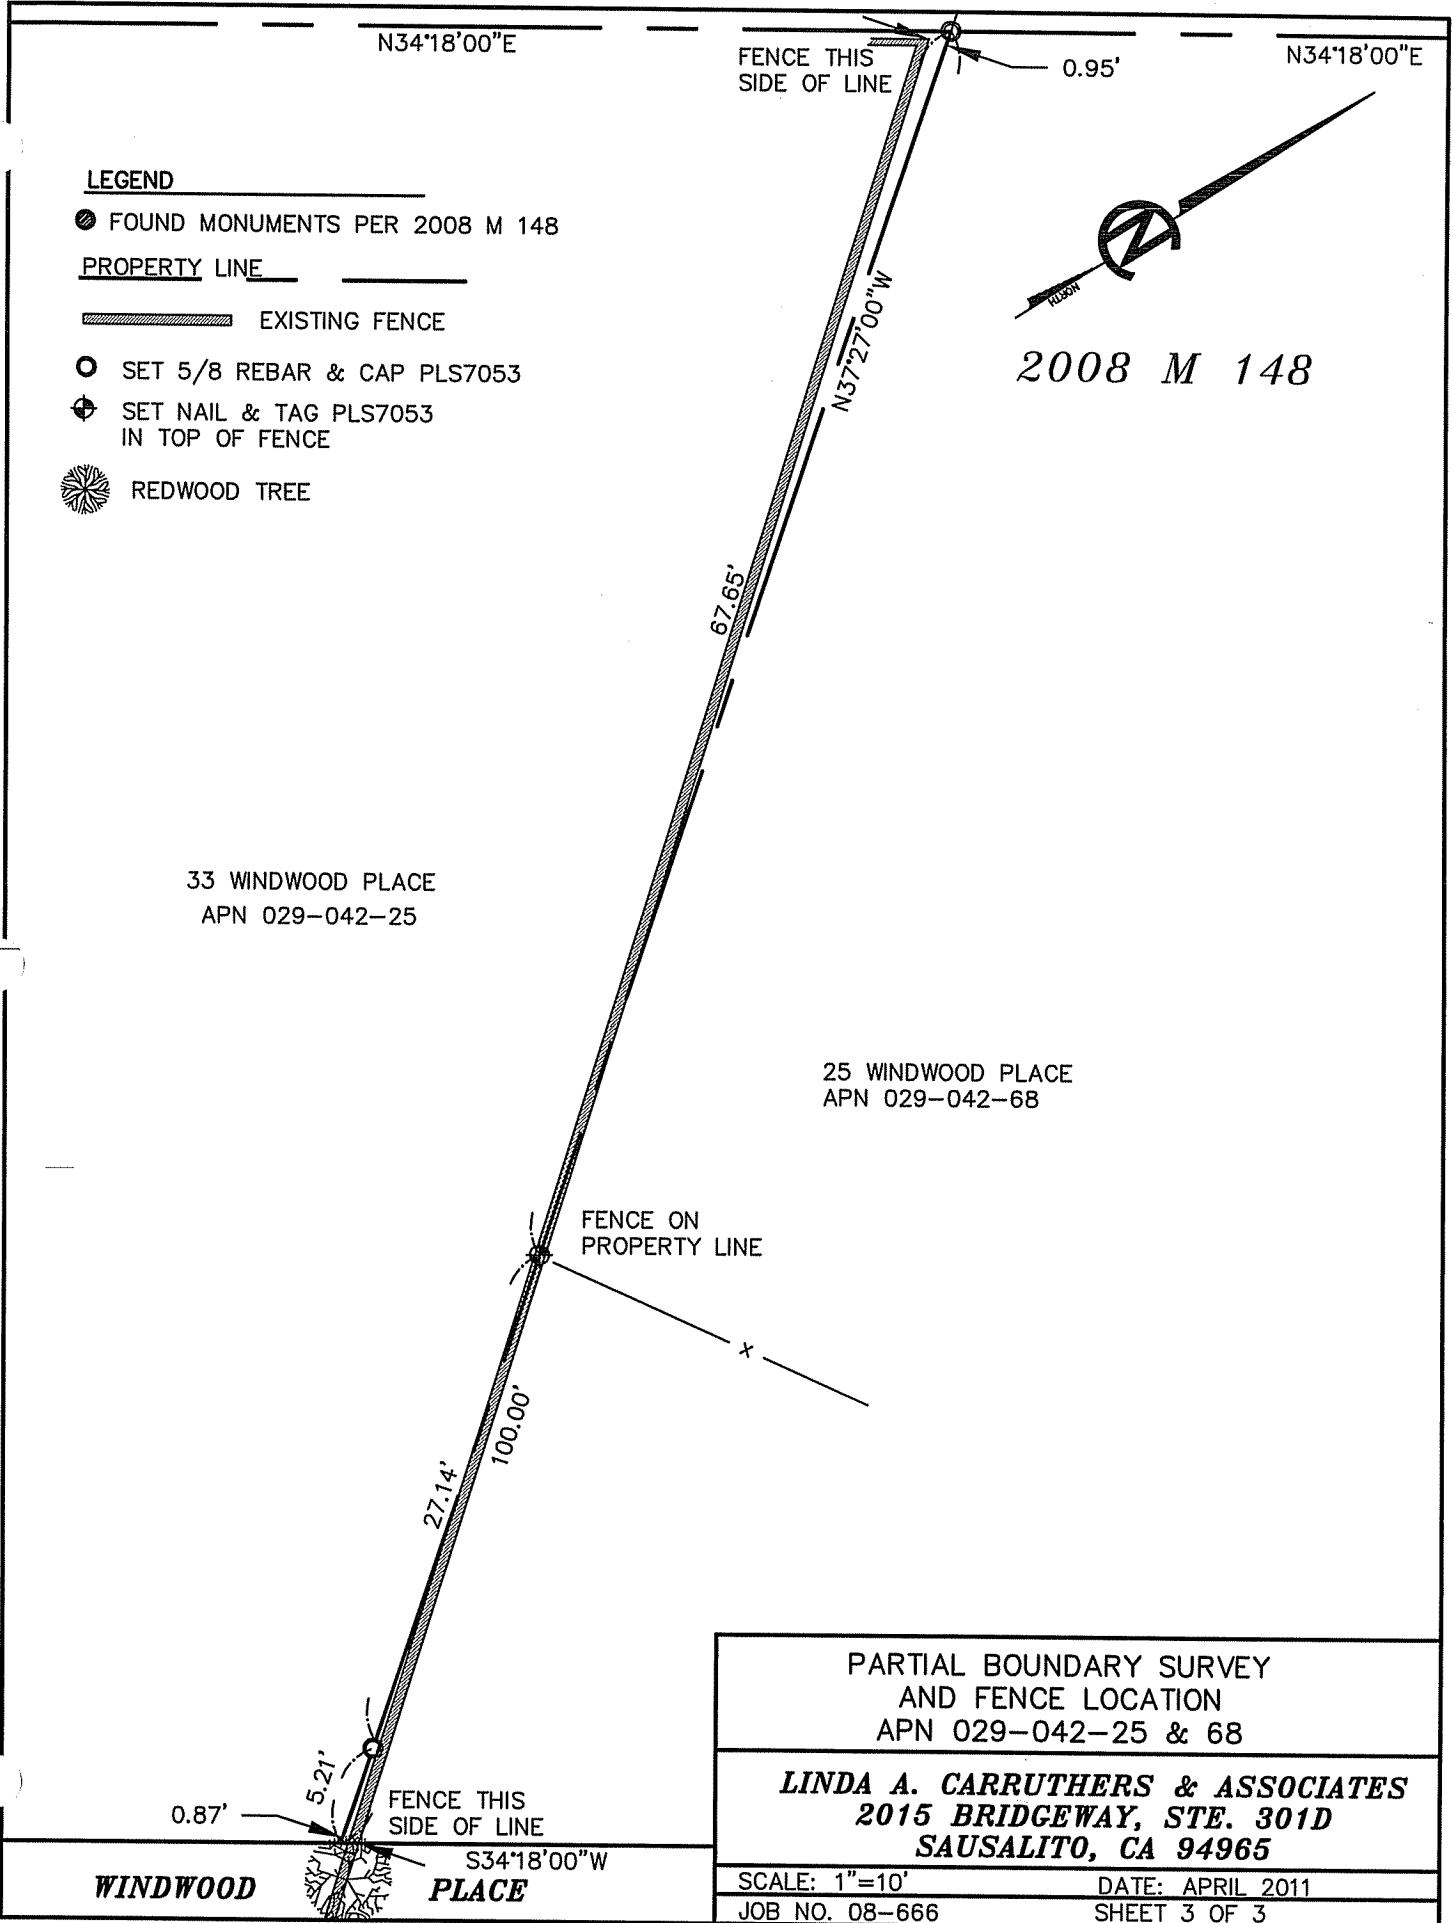 N34°18'00"E
FENCE THIS
SIDE OF LINE
0.95'
N34°18'00"E
LEGEND
FOUND MONUMENTS PER 2008 M 148
PROPERTY LINE
EXISTING FENCE
SET 5/8 REBAR & CAP PLS7053
SET NAIL & TAG PLS7053
IN TOP OF FENCE
REDWOOD TREE
N
NORTH
2008 M 148
N37°27'00"W
67.65'
33 WINDWOOD PLACE
APN 029-042-25
25 WINDWOOD PLACE
APN 029-042-68
FENCE ON
PROPERTY LINE
x
100.00'
27.14'
5.21'
0.87'
FENCE THIS
SIDE OF LINE
S34°18'00"W
WINDWOOD PLACE
PARTIAL BOUNDARY SURVEY
AND FENCE LOCATION
APN 029-042-25 & 68
LINDA A. CARRUTHERS & ASSOCIATES
2015 BRIDGEWAY, STE. 301D
SAUSALITO, CA 94965
SCALE: 1"=10'
DATE: APRIL 2011
JOB NO. 08-666
SHEET 3 OF 3